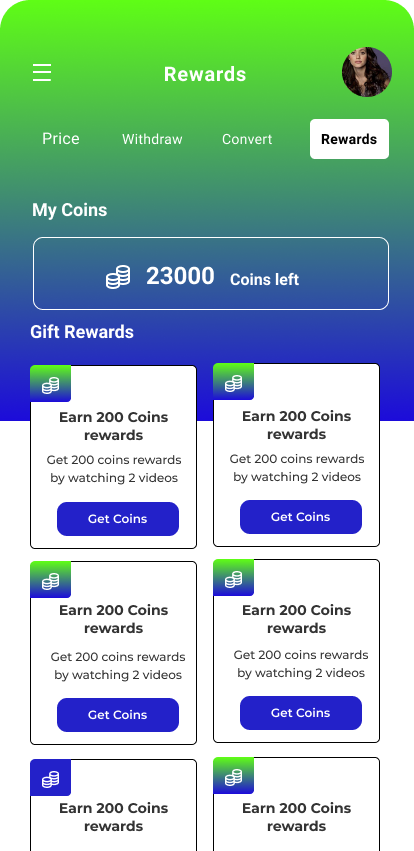 Rewards
Price Withdraw Convert Rewards
My Coins
23000 Coins left
Gift Rewards
Earn 200 Coins
rewards
Get 200 coins rewards
by watching 2 videos
Get Coins
Earn 200 Coins
rewards
Get 200 coins rewards
by watching 2 videos
Get Coins
Earn 200 Coins
rewards
Get 200 coins rewards
by watching 2 videos
Get Coins
Earn 200 Coins
rewards
Get 200 coins rewards
by watching 2 videos
Get Coins
Earn 200 Coins
rewards
Earn 200 Coins
rewards